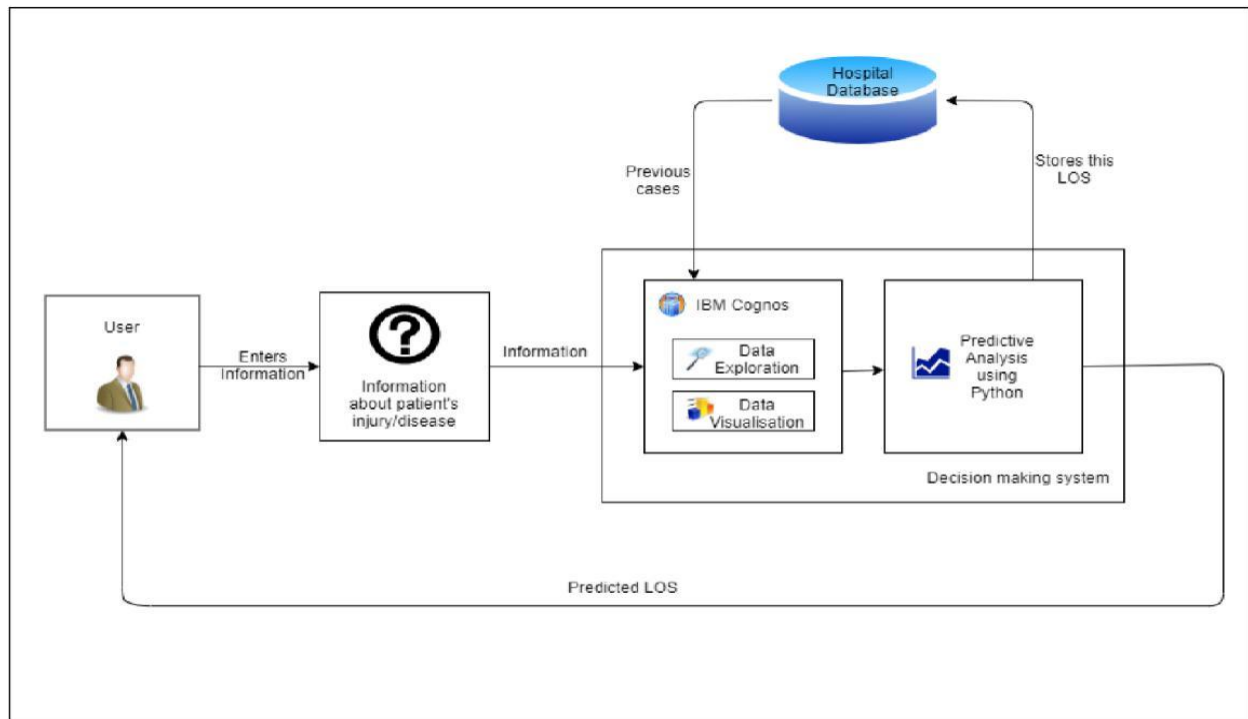 Hospital
Database
Previous
cases
Stores this
LOS
User
Enters
Information
Information
about patient's
injury/disease
Information
IBM Cognos
Data
Exploration
Data
Visualisation
Predictive
Analysis
using
Python
Decision making system
Predicted LOS